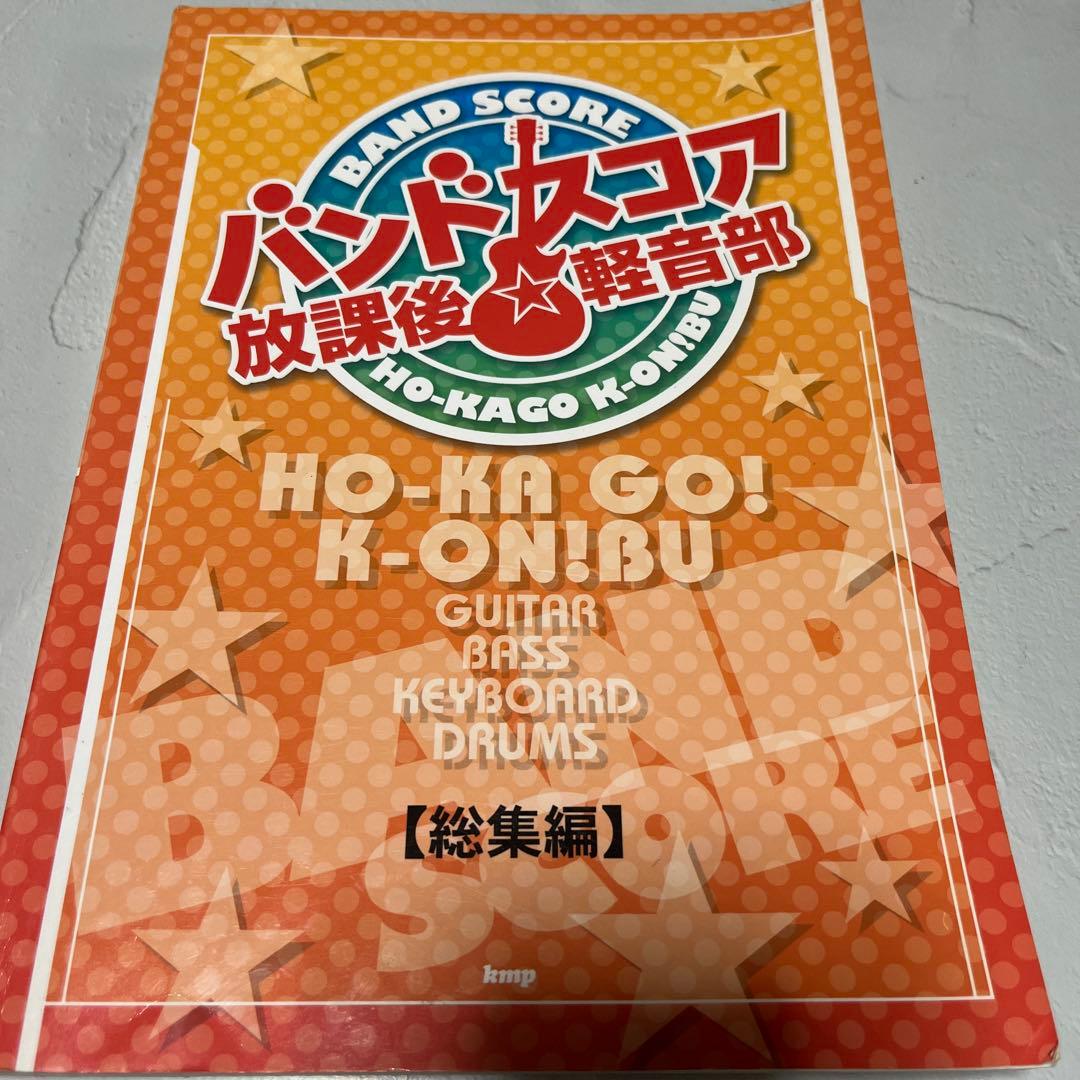 BAND SCORE
バンドスコア
放課後軽音部
HO-KAGO K-ON!BU
HO-KA GO!
K-ON!BU
GUITAR
BASS
KEYBOARD
DRUMS
BAND
SCORE
【総集編】
kmp